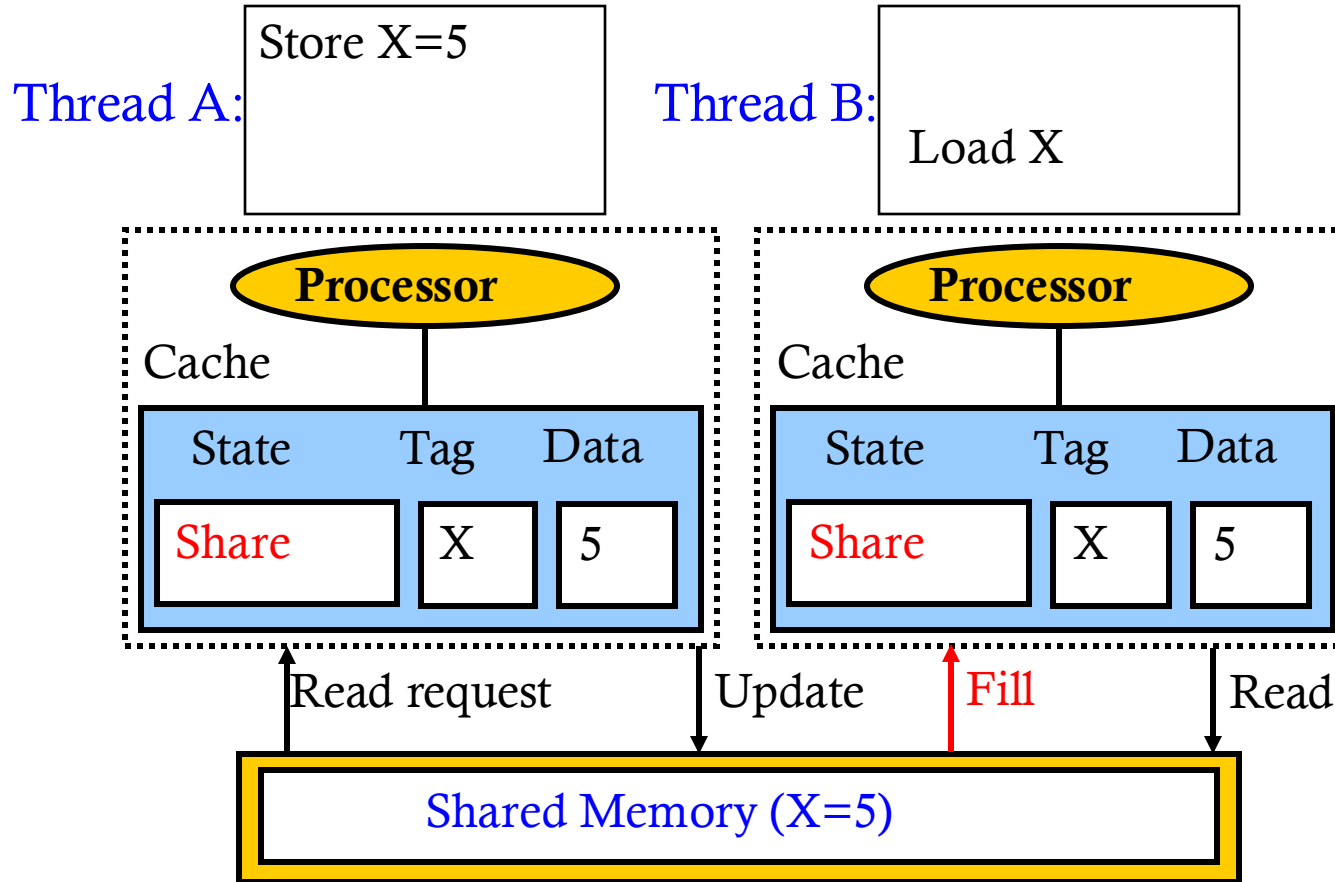 Store X=5
Thread A:
Thread B:
Load X
Processor
Processor
Cache
Cache
State Tag Data
State Tag Data
Share X 5
Share X 5
Read request
Update
Fill
Read
Shared Memory (X=5)